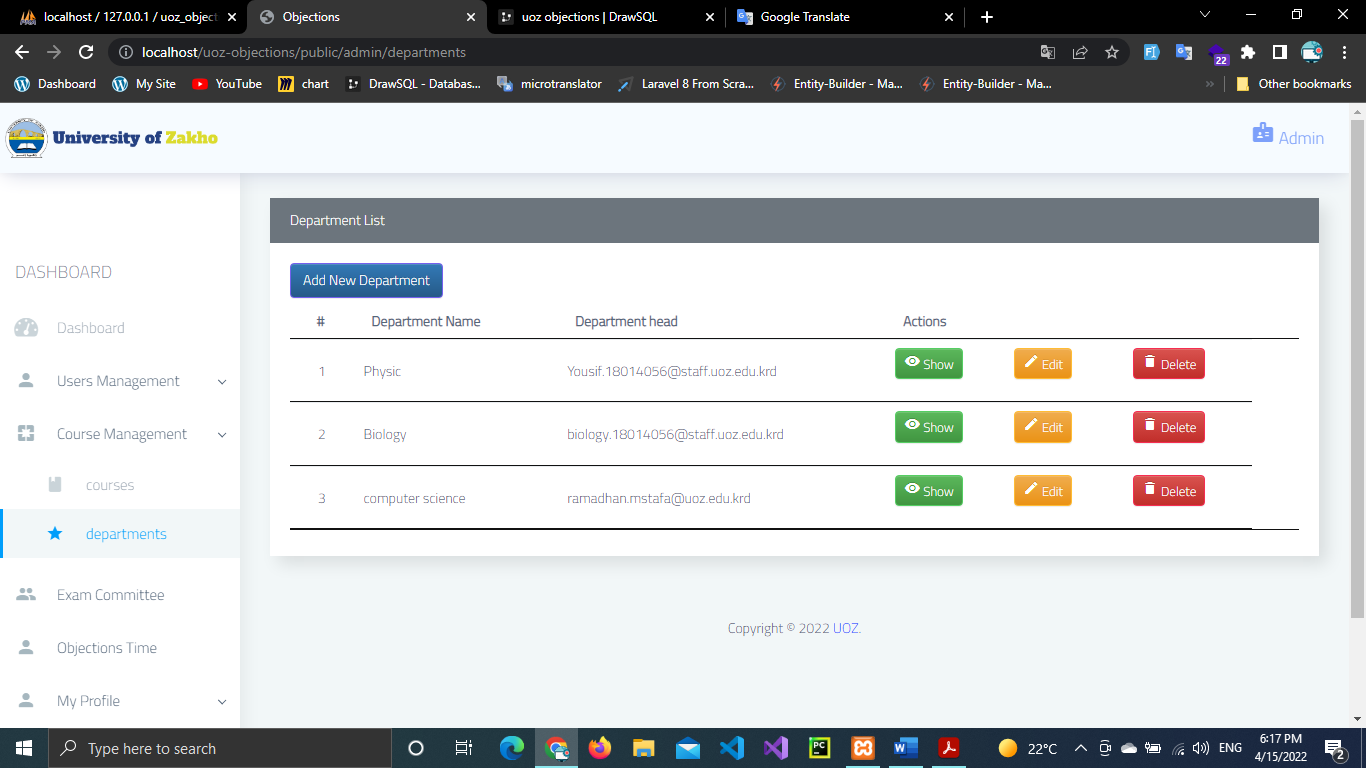 localhost / 127.0.0.1 / uoz_object
Objections
uoz objections | DrawSQL
Google Translate
localhost/uoz-objections/public/admin/departments
22
Dashboard
My Site
YouTube
chart
DrawSQL - Databas...
microtranslator
Laravel 8 From Scra...
Entity-Builder - Ma...
Entity-Builder - Ma...
Other bookmarks
University of Zakho
Admin
Department List
Add New Department
DASHBOARD
Dashboard
Users Management
Course Management
courses
departments
Exam Committee
Objections Time
My Profile
# Department Name Department head Actions
1 Physic Yousif.18014056@staff.uoz.edu.krd Show Edit Delete
2 Biology biology.18014056@staff.uoz.edu.krd Show Edit Delete
3 computer science ramadhan.mstafa@uoz.edu.krd Show Edit Delete
Copyright © 2022 UOZ.
Type here to search
PC
22°C
ENG
6:17 PM
4/15/2022
2